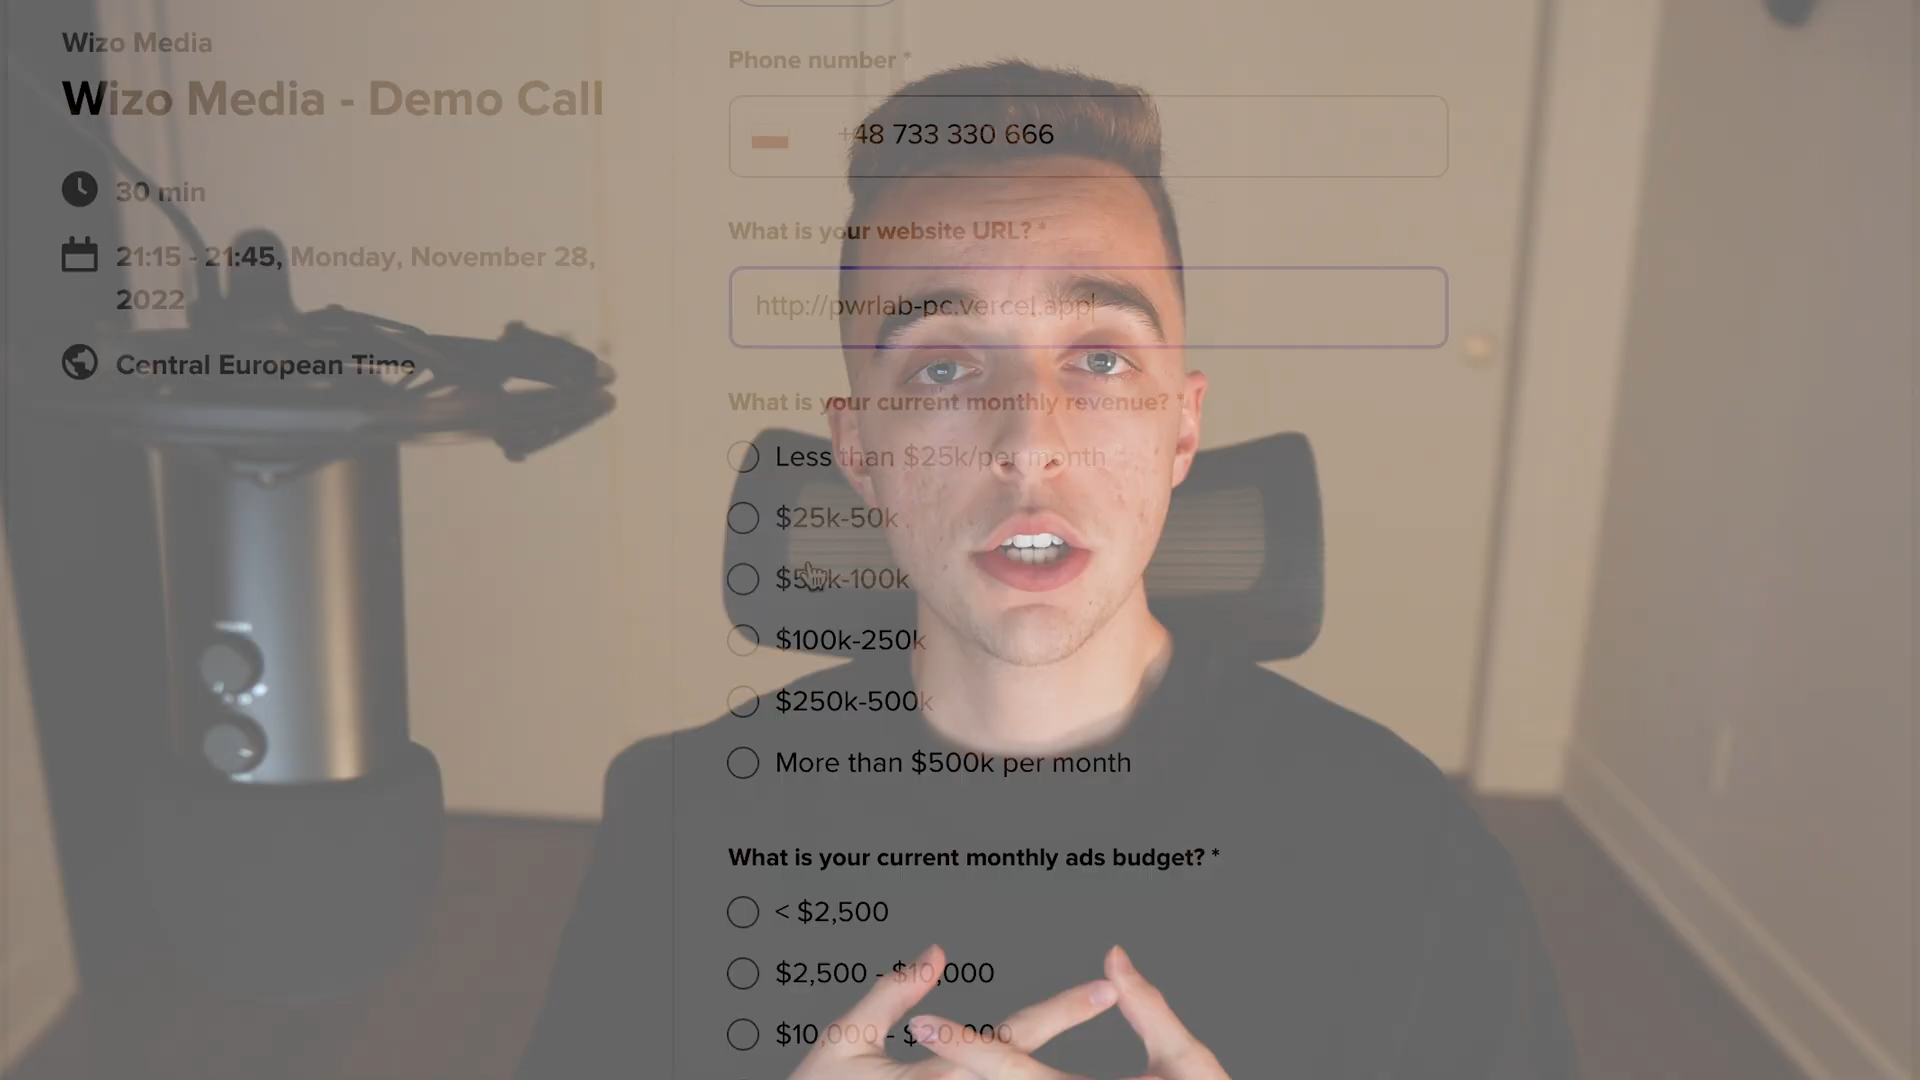 Wizo Media
Wizo Media - Demo Call
30 min
21:15 - 21:45, Monday, November 28,
2022
Central European Time
Phone number *
+48 733 330 666
What is your website URL? *
http://pwrlab-pc.vercel.app
What is your current monthly revenue? *
Less than $25k/per month
$25k-50k
$50k-100k
$100k-250k
$250k-500k
More than $500k per month
What is your current monthly ads budget? *
< $2,500
$2,500 - $10,000
$10,000 - $20,000